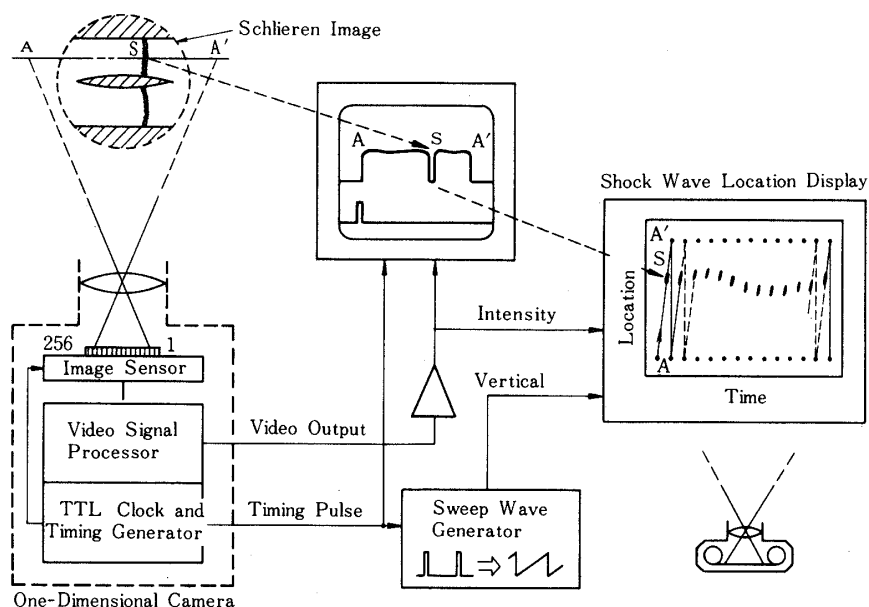 Schlieren Image
A
S
A′
A
S
A′
Shock Wave Location Display
A′
S
Location
A
Time
256
1
Image Sensor
Intensity
Vertical
Video Signal
Processor
Video Output
TTL Clock and
Timing Generator
Timing Pulse
Sweep Wave
Generator
One-Dimensional Camera